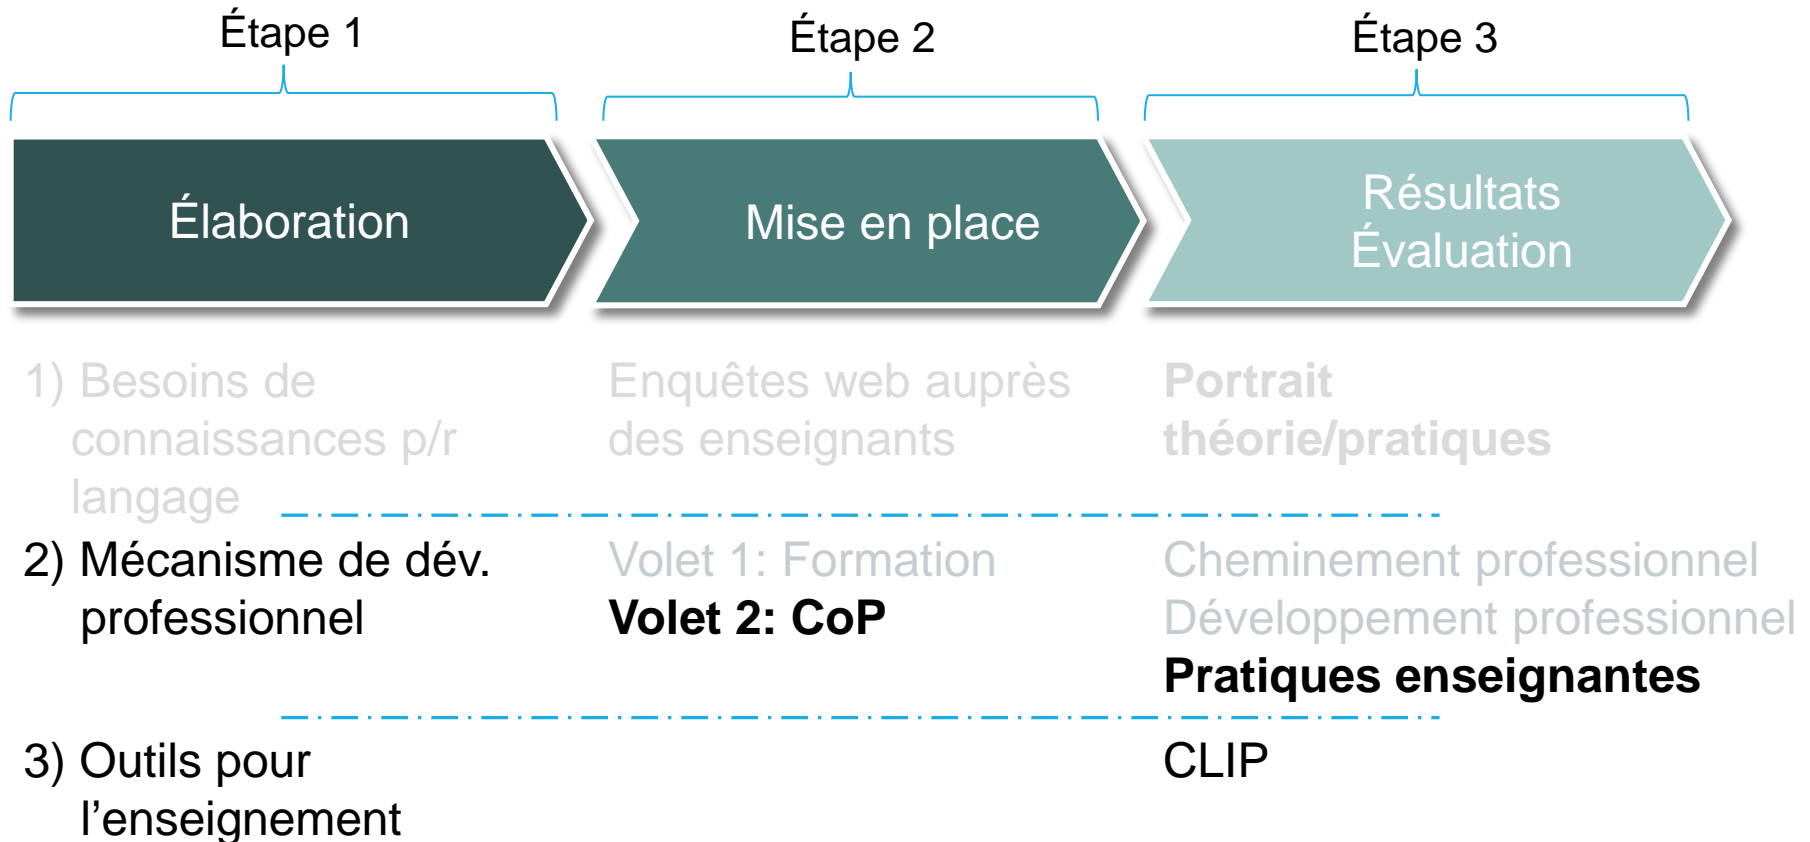 Étape 1
Étape 2
Étape 3
Élaboration
Mise en place
Résultats
Évaluation
1) Besoins de
connaissances p/r
langage
Enquêtes web auprès
des enseignants
Portrait
théorie/pratiques
2) Mécanisme de dév.
professionnel
Volet 1: Formation
Volet 2: CoP
Cheminement professionnel
Développement professionnel
Pratiques enseignantes
3) Outils pour
l’enseignement
CLIP